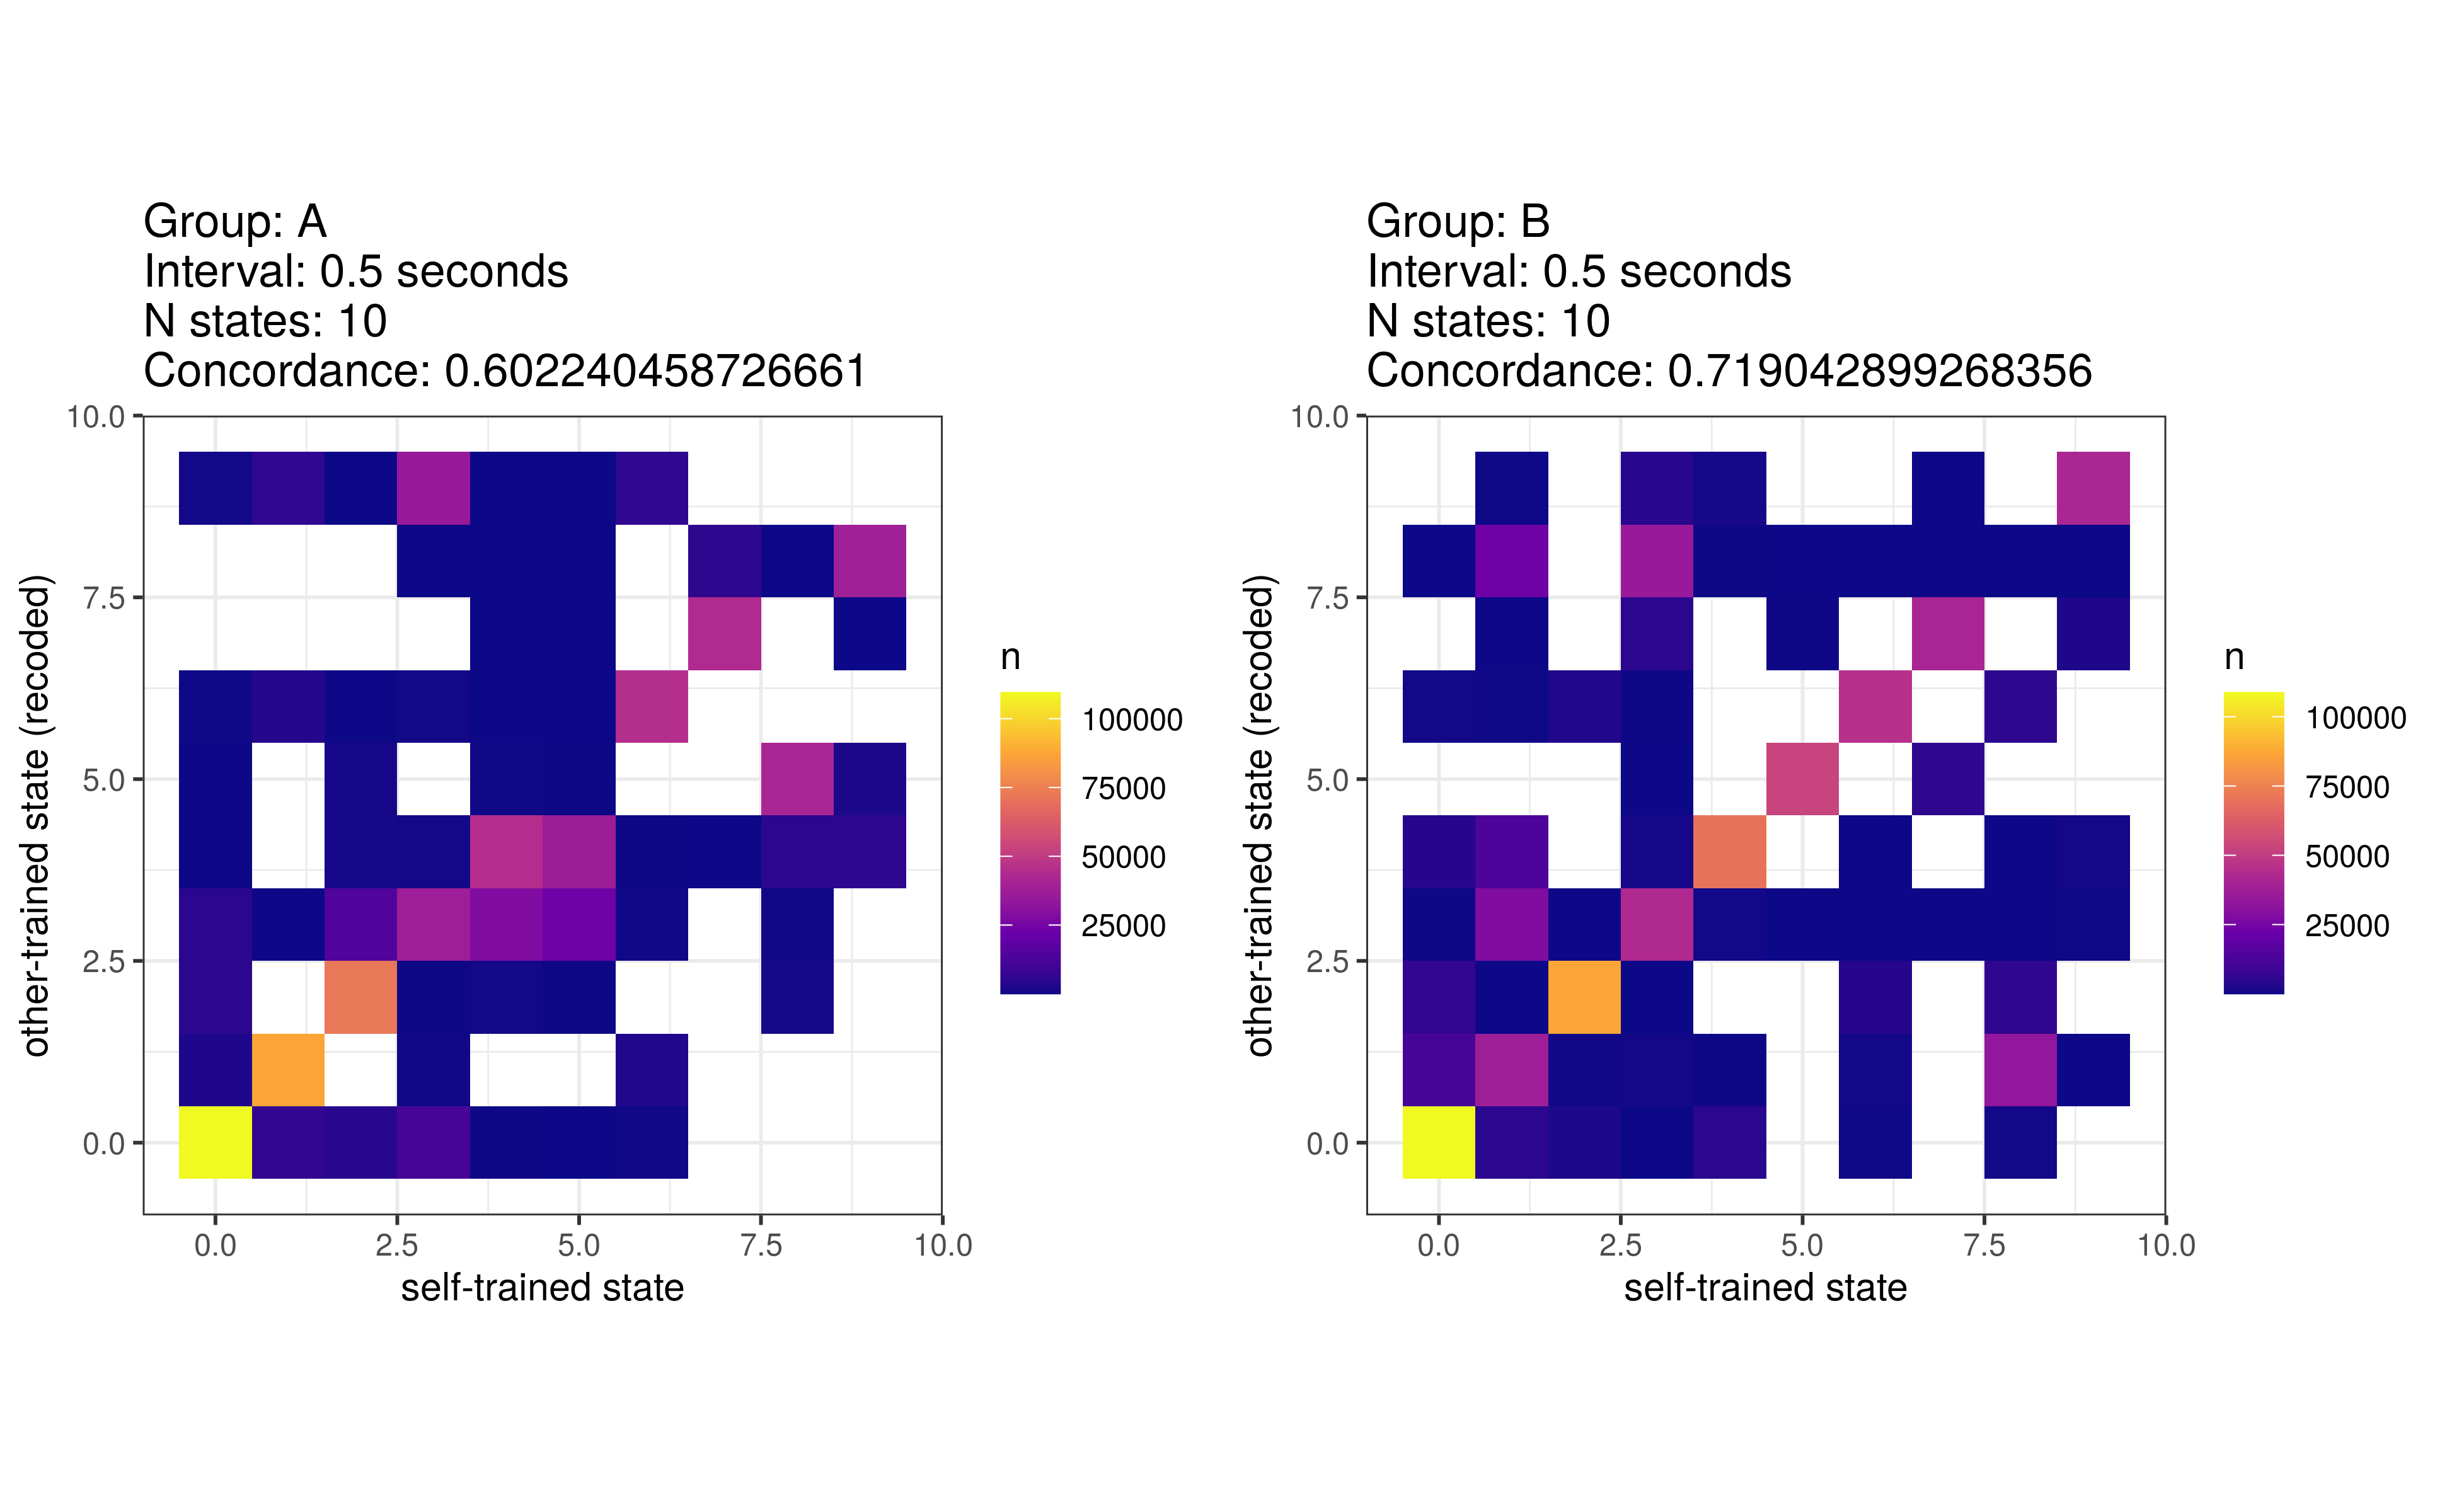 Group: A
Interval: 0.5 seconds
N states: 10
Concordance: 0.602240458726661
10.0
7.5
5.0
2.5
0.0
other-trained state (recoded)
0.0 2.5 5.0 7.5 10.0
self-trained state
n
100000
75000
50000
25000
Group: B
Interval: 0.5 seconds
N states: 10
Concordance: 0.719042899268356
10.0
7.5
5.0
2.5
0.0
other-trained state (recoded)
0.0 2.5 5.0 7.5 10.0
self-trained state
n
100000
75000
50000
25000